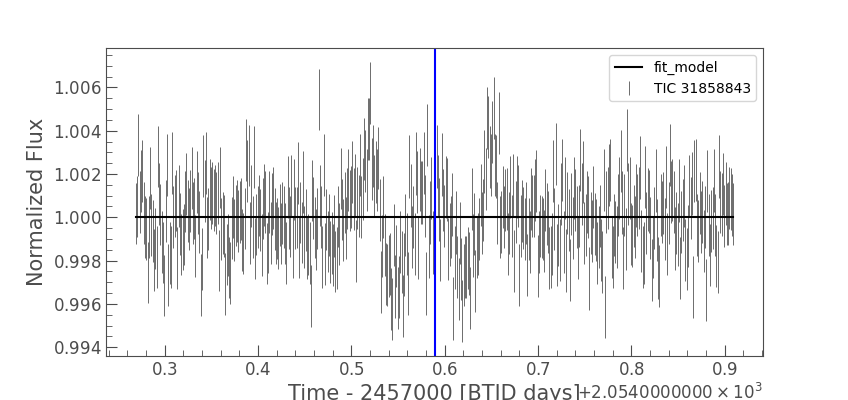 fit_model
TIC 31858843
1.006
1.004
1.002
1.000
0.998
0.996
0.994
Normalized Flux
0.3 0.4 0.5 0.6 0.7 0.8 0.9
Time - 2457000 [BTJD days]
+2.0540000000 × 10³